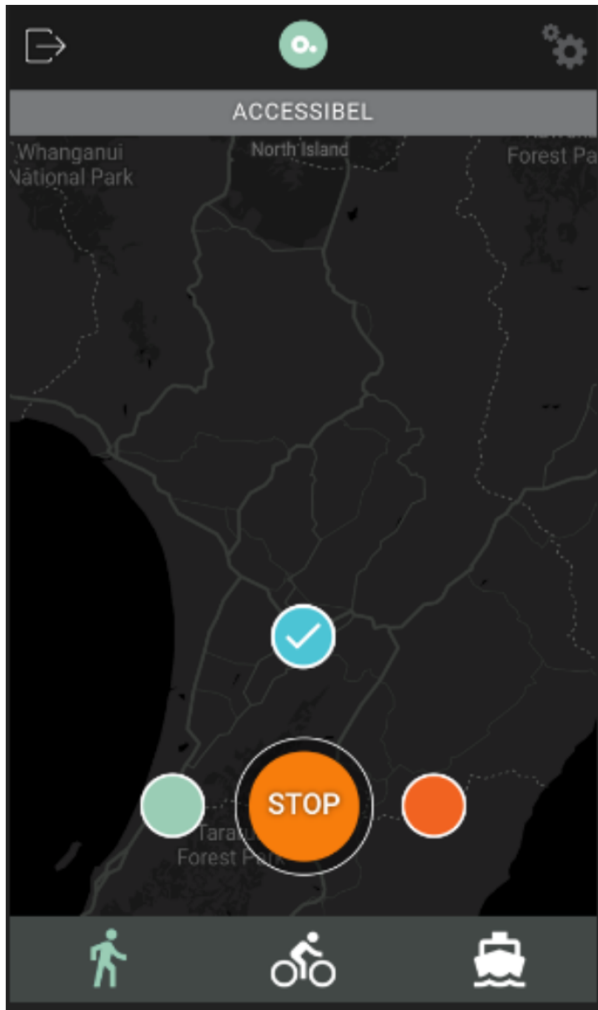 ACCESSIBEL
Whanganui
National Park
North Island
Forest Pa
STOP
Forest Park